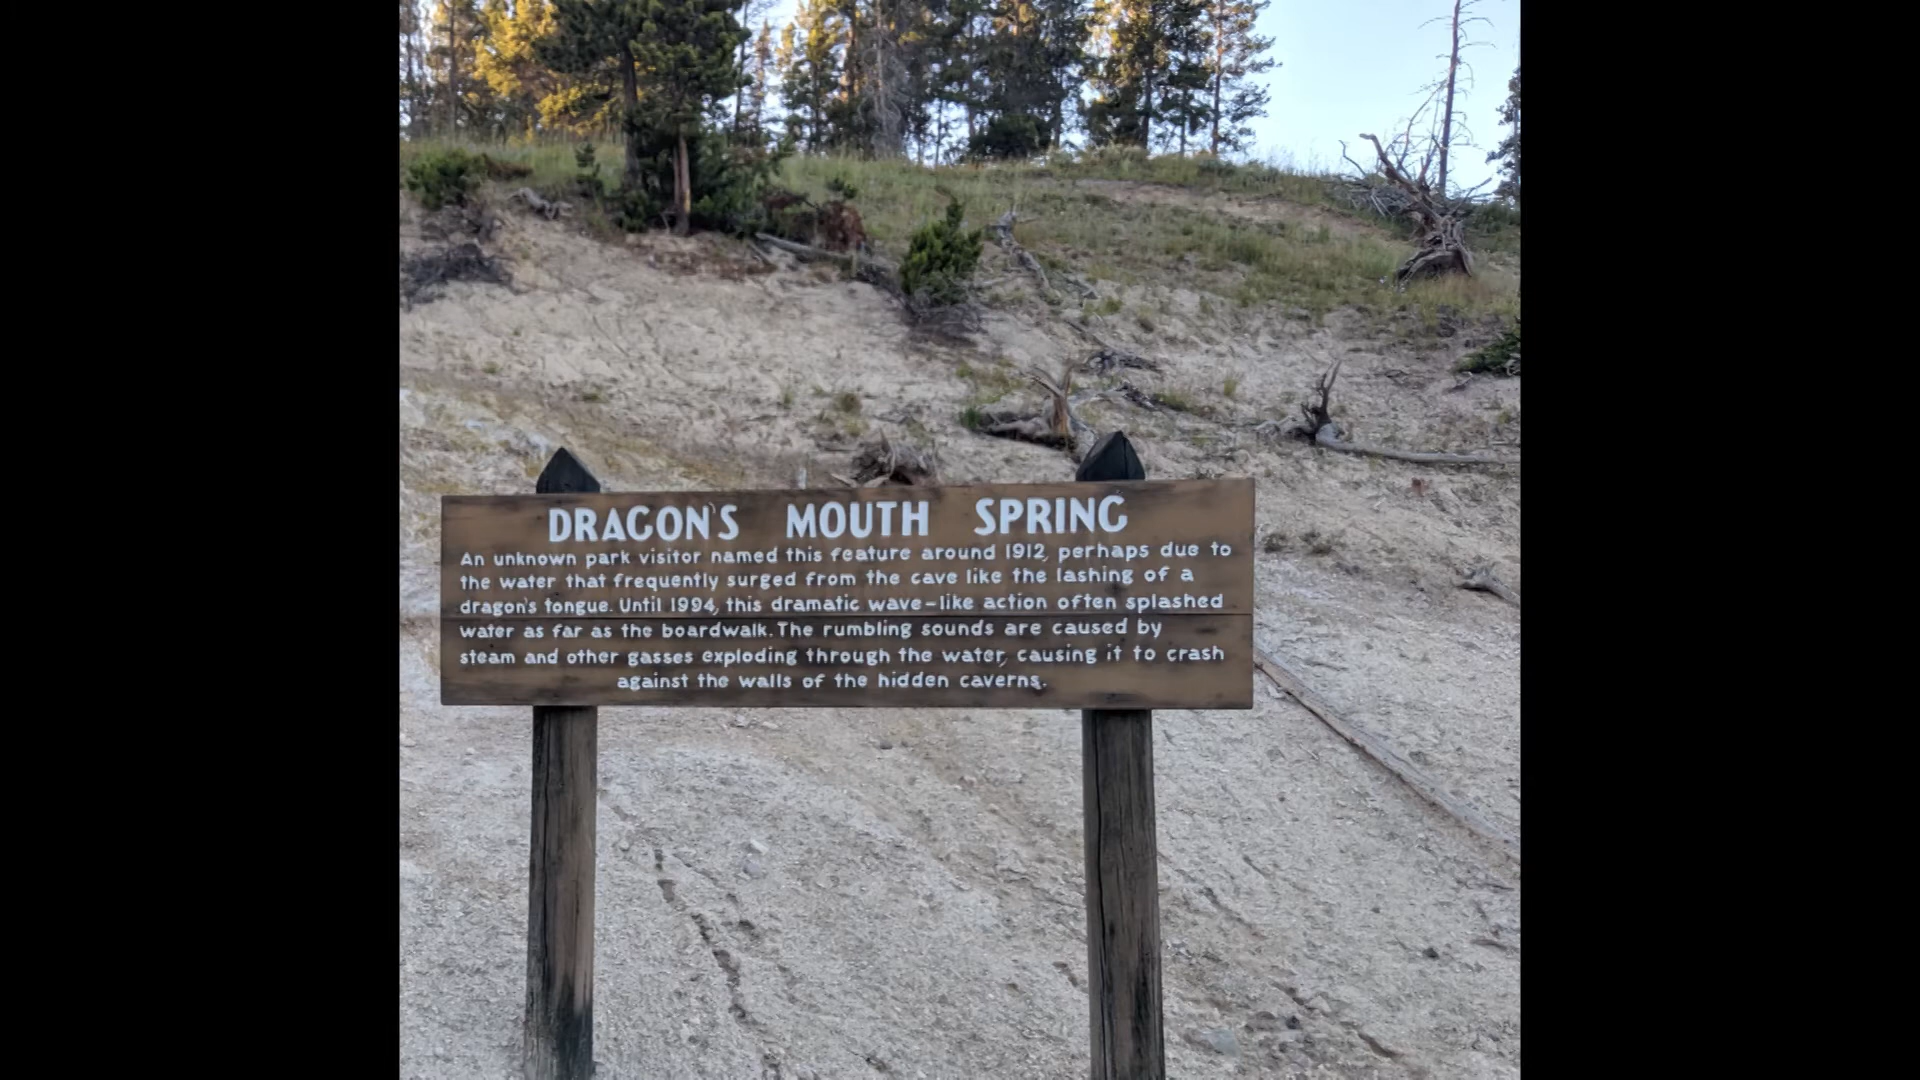 DRAGON'S MOUTH SPRING
An unknown park visitor named this feature around 1912, perhaps due to
the water that frequently surged from the cave like the lashing of a
dragon's tongue. Until 1994, this dramatic wave-like action often splashed
water as far as the boardwalk. The rumbling sounds are caused by
steam and other gasses exploding through the water, causing it to crash
against the walls of the hidden caverns.